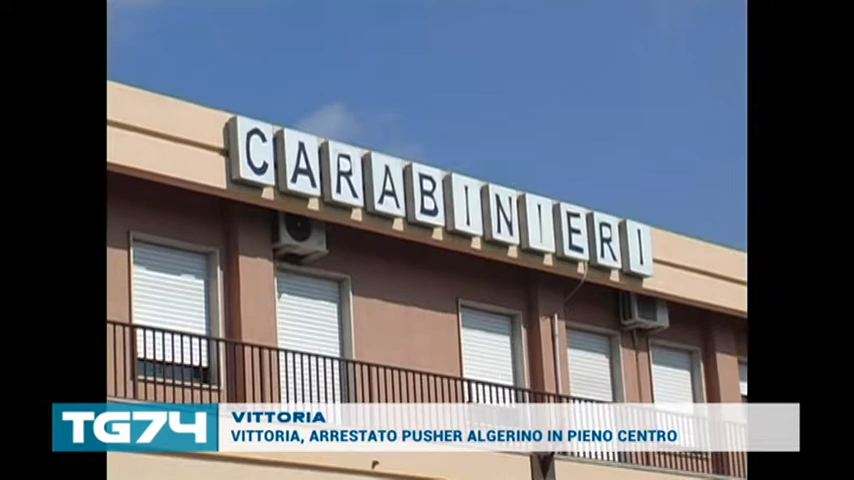 CARABINIERI
TG74
VITTORIA
VITTORIA, ARRESTATO PUSHER ALGERINO IN PIENO CENTRO